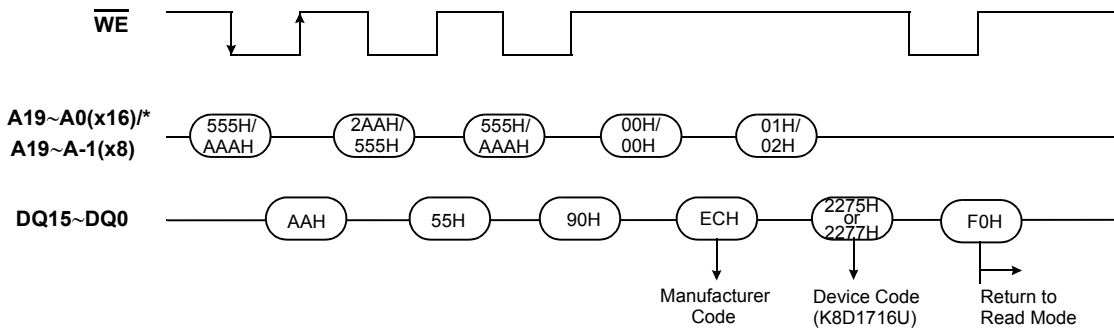 WE
A19~A0(x16)/*
A19~A-1(x8)
555H/
AAAH
2AAH/
555H
555H/
AAAH
00H/
00H
01H/
02H
DQ15~DQ0
AAH
55H
90H
ECH
2275H
or
2277H
F0H
Manufacturer
Code
Device Code
(K8D1716U)
Return to
Read Mode